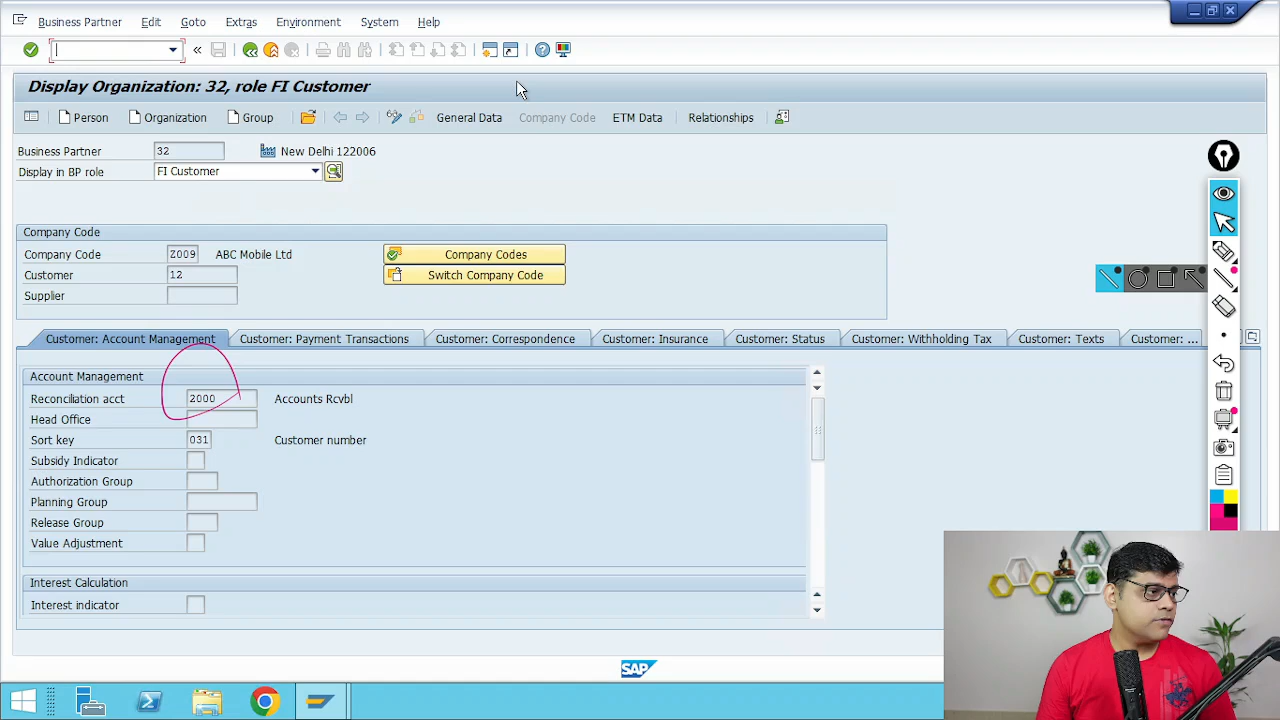 Business Partner Edit Goto Extras Environment System Help
Display Organization: 32, role FI Customer
Person Organization Group General Data Company Code ETM Data Relationships
Business Partner 32 New Delhi 122006
Display in BP role FI Customer
Company Code
Company Code Z009 ABC Mobile Ltd Company Codes
Customer 12 Switch Company Code
Supplier
Customer: Account Management Customer: Payment Transactions Customer: Correspondence Customer: Insurance Customer: Status Customer: Withholding Tax Customer: Texts Customer: ...
Account Management
Reconciliation acct 2000 Accounts Rcvbl
Head Office
Sort key 031 Customer number
Subsidy Indicator
Authorization Group
Planning Group
Release Group
Value Adjustment
Interest Calculation
Interest indicator
SAP